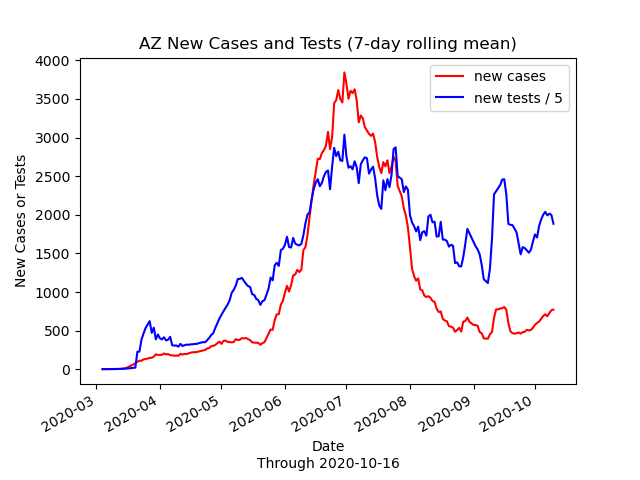 AZ New Cases and Tests (7-day rolling mean)
new cases
new tests / 5
New Cases or Tests
4000
3500
3000
2500
2000
1500
1000
500
0
2020-03
2020-04
2020-05
2020-06
2020-07
2020-08
2020-09
2020-10
Date
Through 2020-10-16